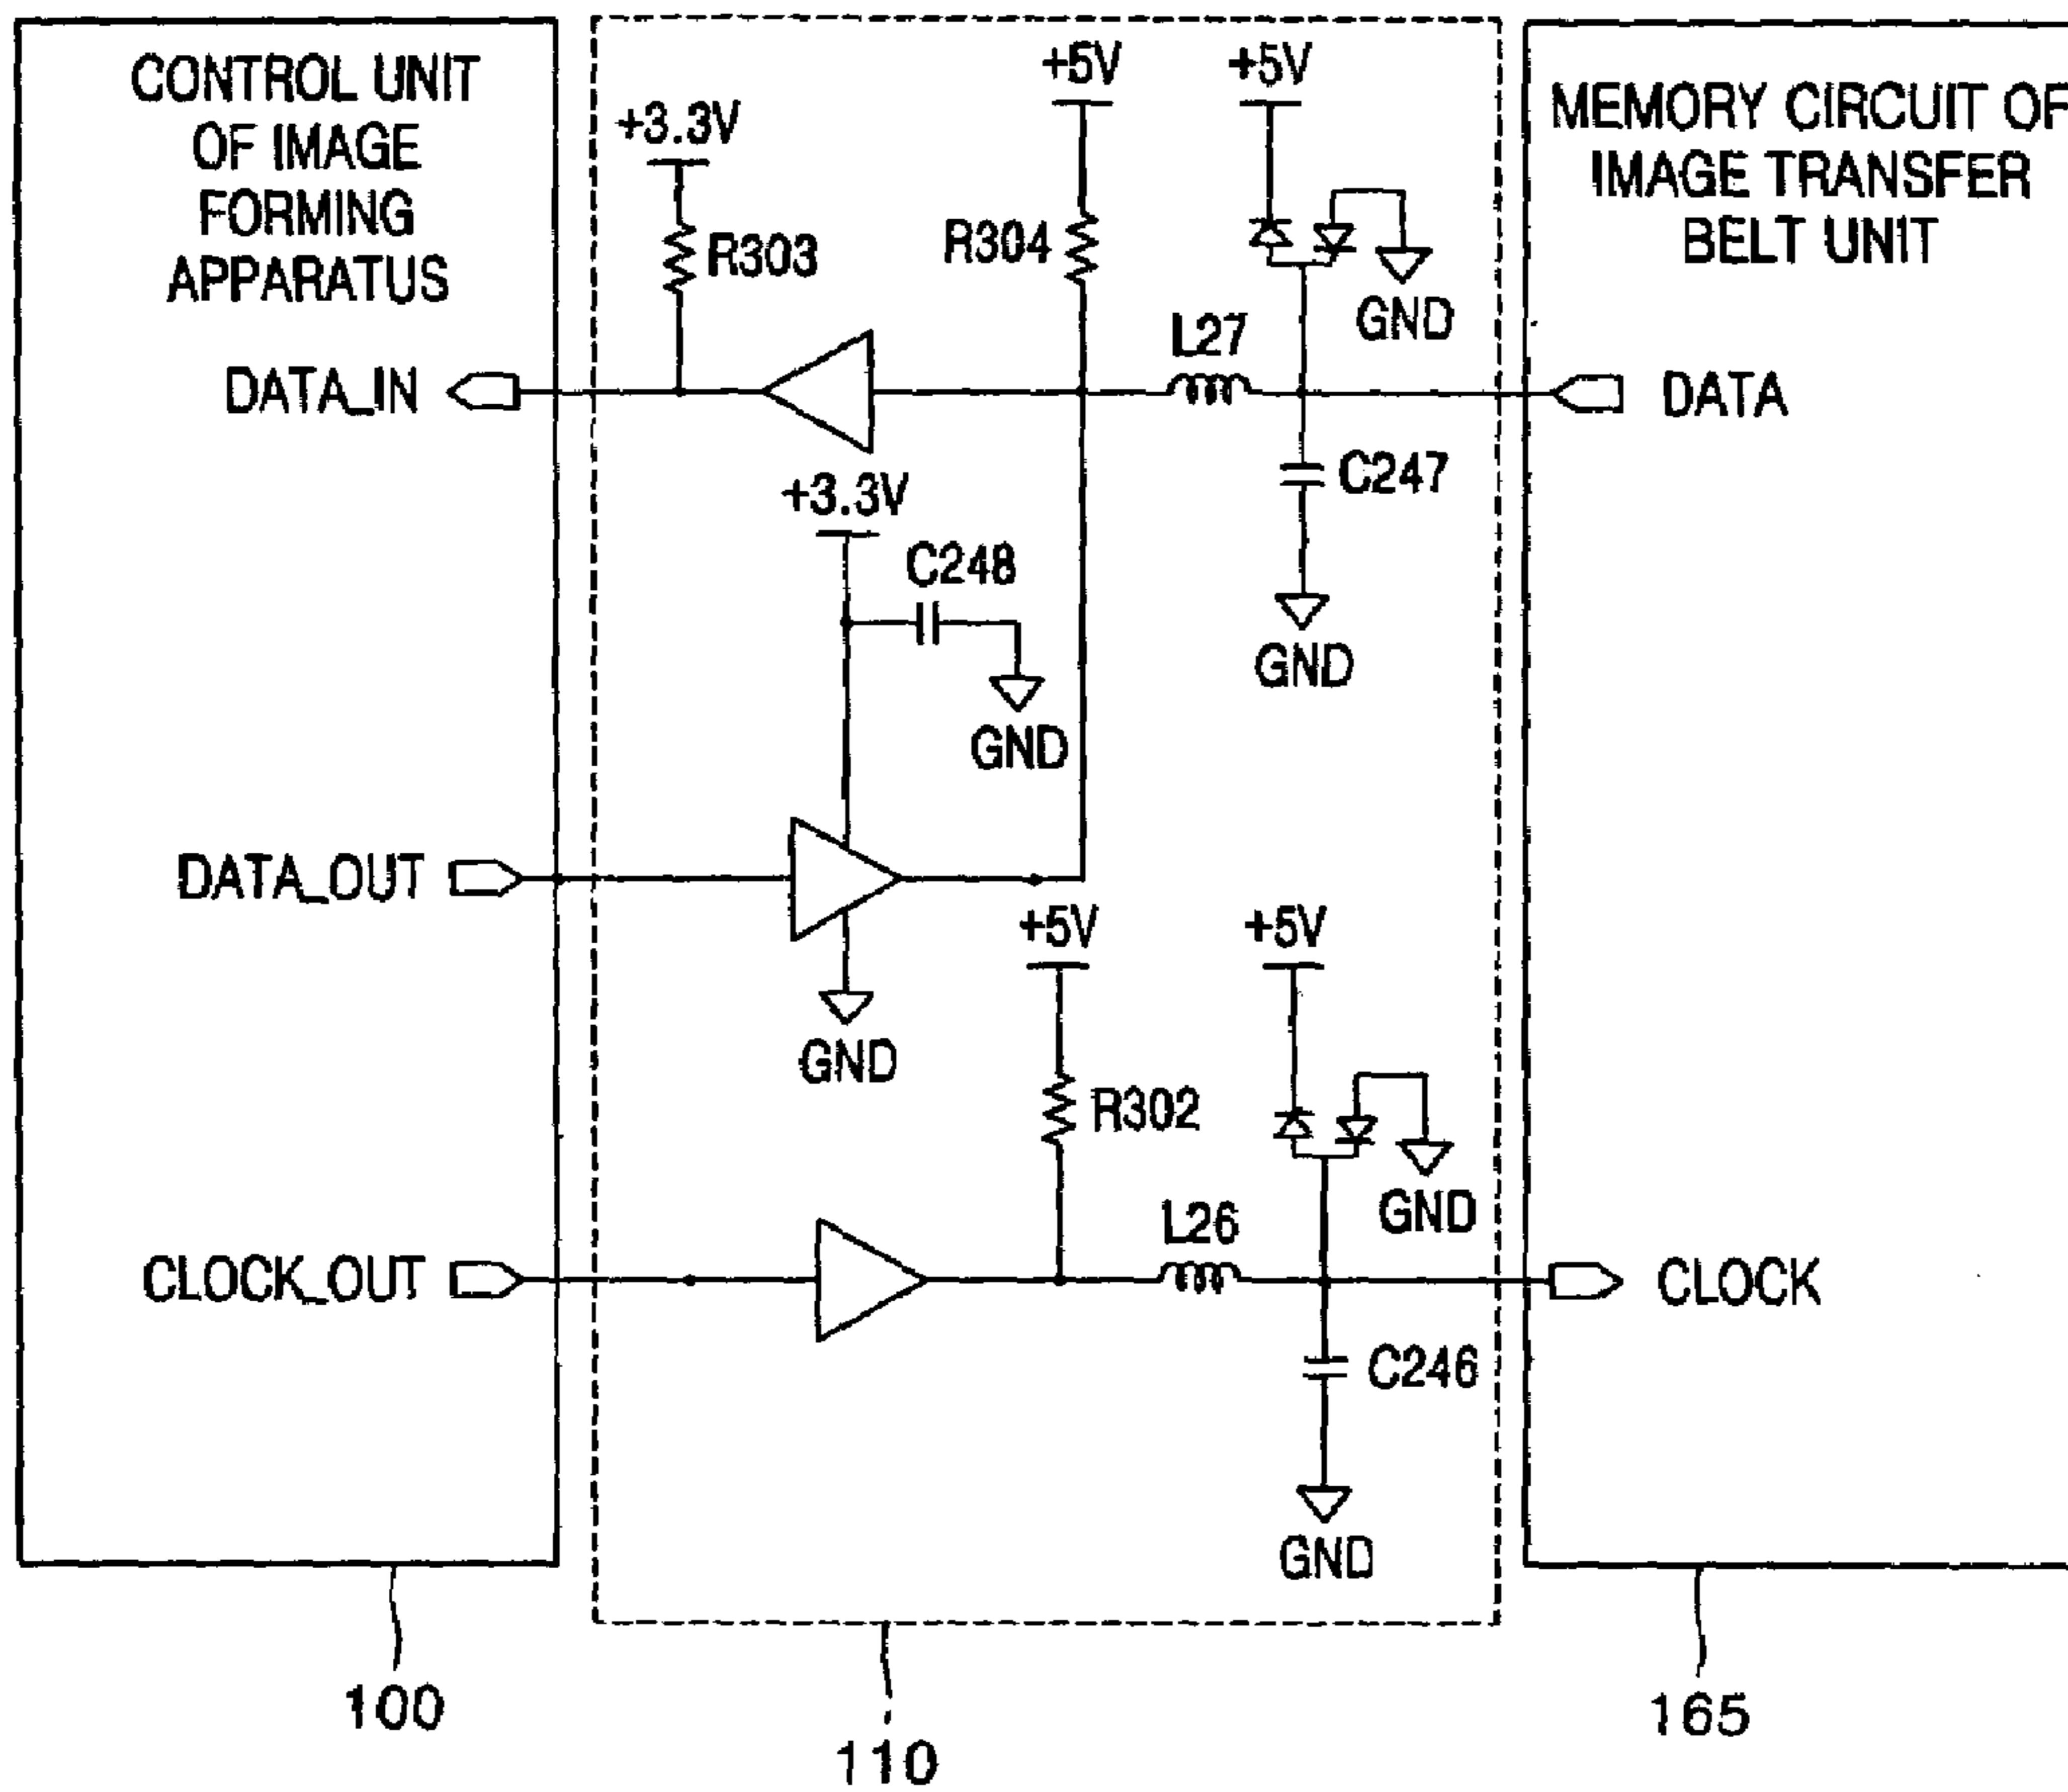 CONTROL UNIT
OF IMAGE
FORMING
APPARATUS
+3.3V
+5V
+5V
MEMORY CIRCUIT OF
IMAGE TRANSFER
BELT UNIT
R303
R304
GND
L27
DATA_IN
DATA
+3.3V
C247
C248
GND
GND
DATA_OUT
+5V
+5V
GND
R302
GND
L26
CLOCK_OUT
CLOCK
C246
GND
100
110
165